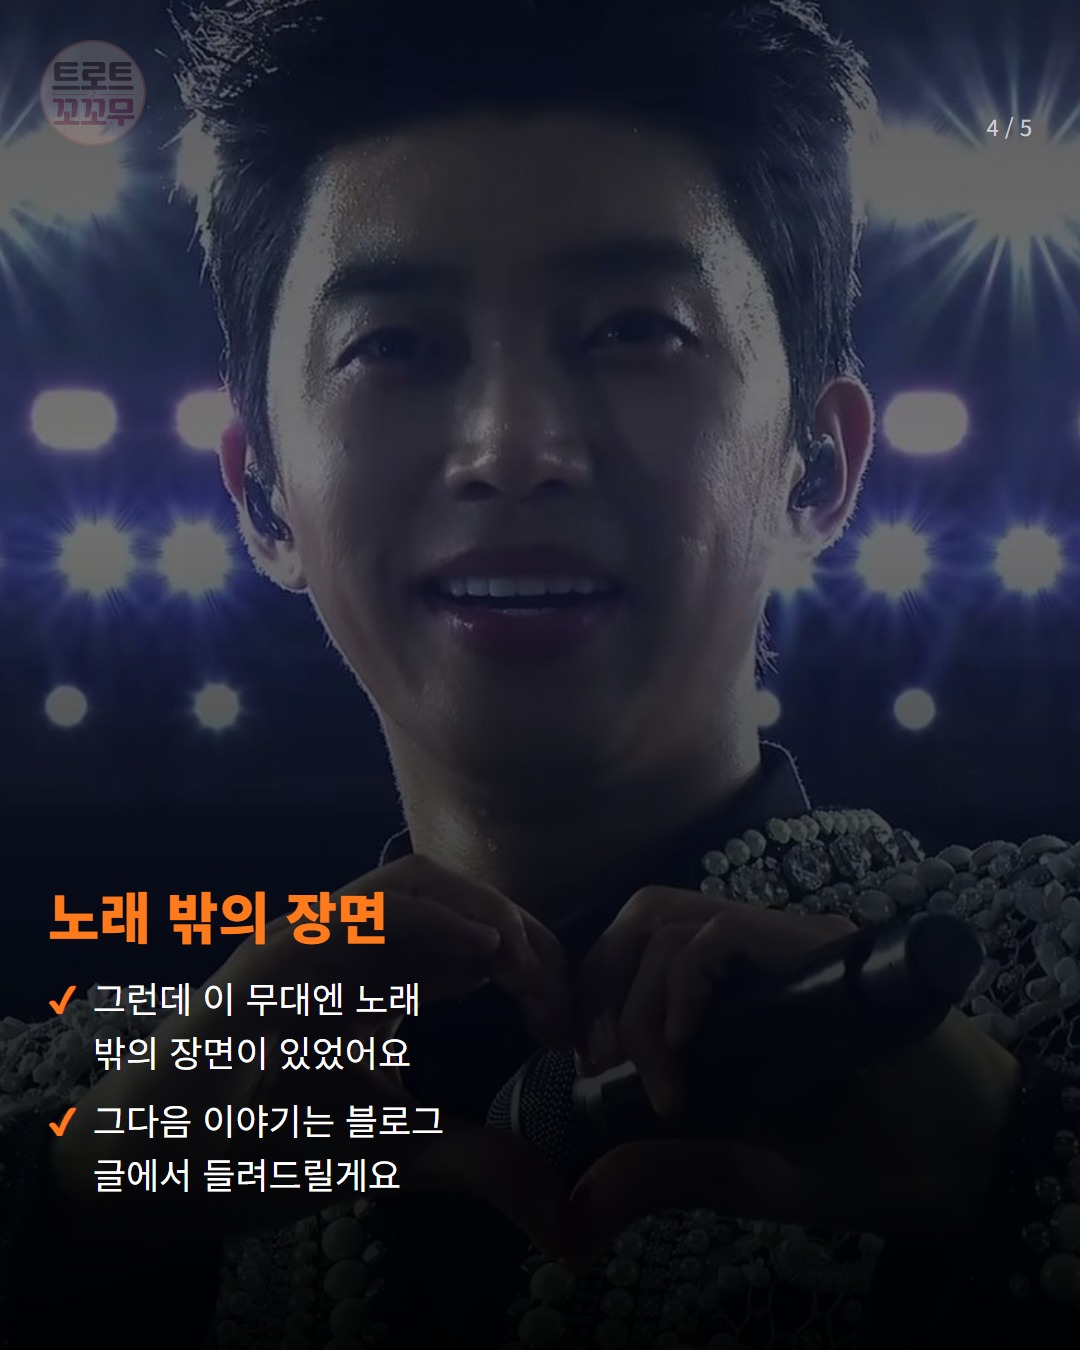 트로트
꼬꼬무
4 / 5
노래 밖의 장면
✔ 그런데 이 무대엔 노래
밖의 장면이 있었어요
✔ 그다음 이야기는 블로그
글에서 들려드릴게요